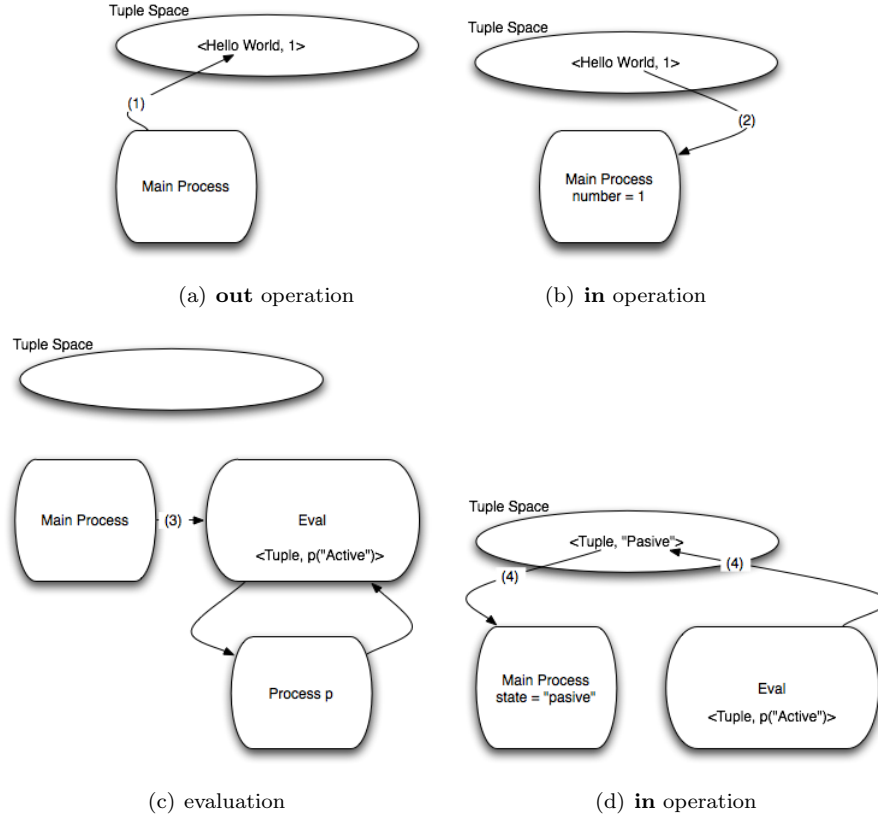 Tuple Space
<Hello World, 1>
(1)
Main Process
(a) out operation
Tuple Space
<Hello World, 1>
(2)
Main Process
number = 1
(b) in operation
Tuple Space
Main Process
(3)
Eval
<Tuple, p("Active")>
Process p
(c) evaluation
Tuple Space
<Tuple, "Pasive">
(4)
(4)
Main Process
state = "pasive"
Eval
<Tuple, p("Active")>
(d) in operation